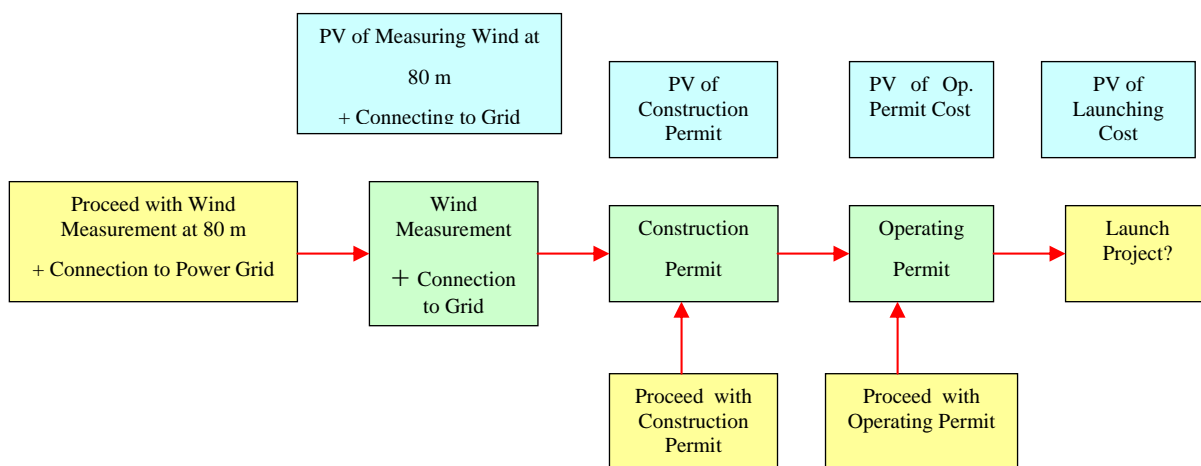 PV of Measuring Wind at
80 m
+ Connecting to Grid
PV of
Construction
Permit
PV of Op.
Permit Cost
PV of
Launching
Cost
Proceed with Wind
Measurement at 80 m
+ Connection to Power Grid
Wind
Measurement
+ Connection
to Grid
Construction
Permit
Operating
Permit
Launch
Project?
Proceed with
Construction
Permit
Proceed with
Operating Permit